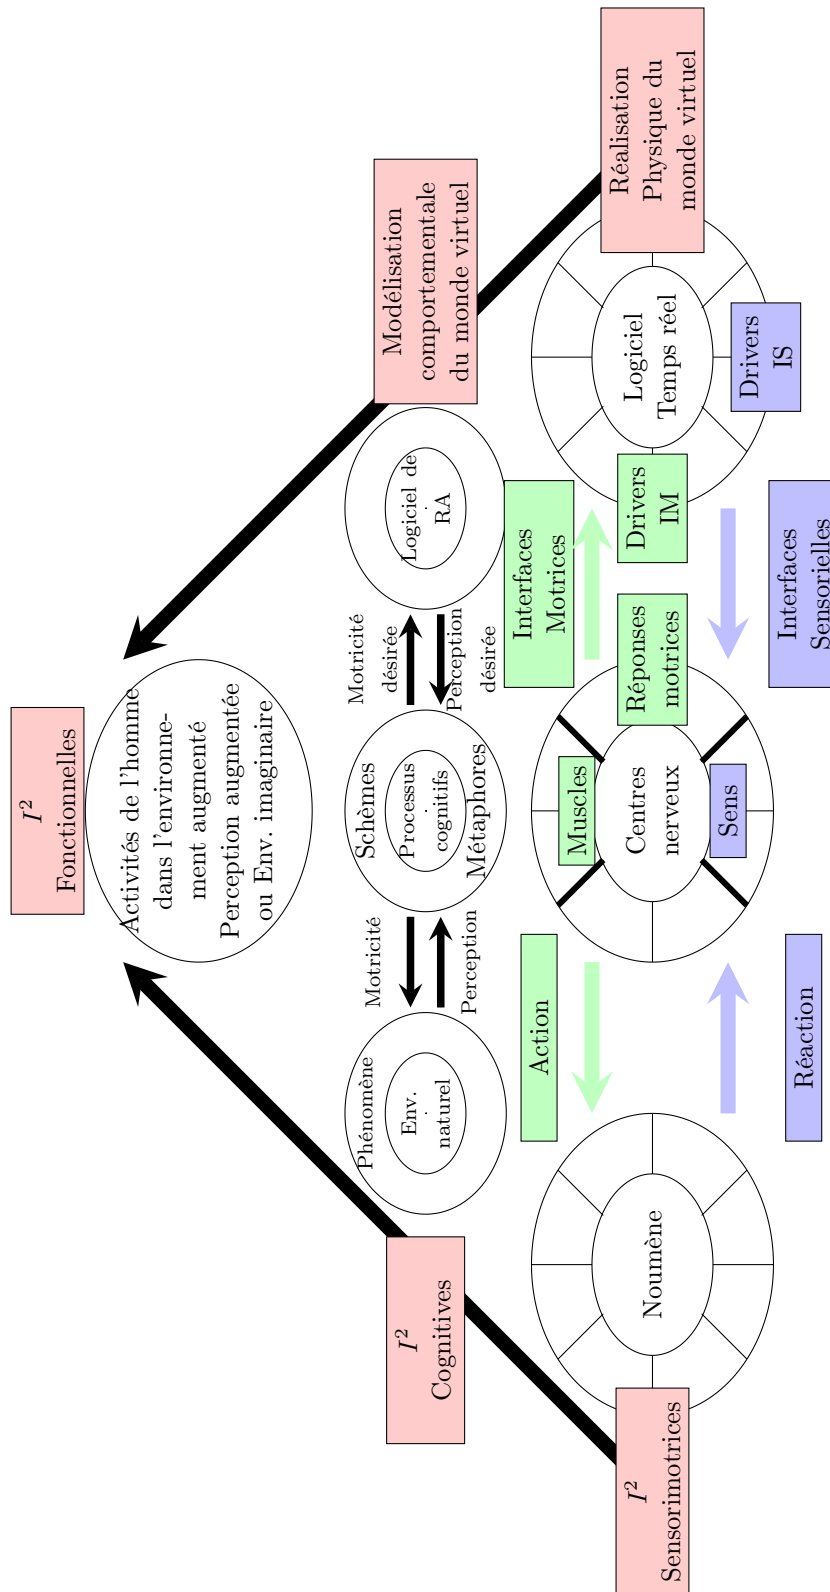 I²
Fonctionnelles
Activités de l'homme
dans l'environne-
ment augmenté
Perception augmentée
ou Env. imaginaire
I²
Cognitives
Phénomène
Env.
naturel
Motricité
Perception
Schèmes
Processus
cognitifs
Métaphores
Motricité
désirée
Perception
désirée
Logiciel de
RA
Modélisation
comportementale
du monde virtuel
I²
Sensorimotrices
Noumène
Action
Réaction
Muscles
Centres
nerveux
Sens
Réponses
motrices
Interfaces
Motrices
Interfaces
Sensorielles
Drivers
IM
Logiciel
Temps réel
Drivers
IS
Réalisation
Physique du
monde virtuel